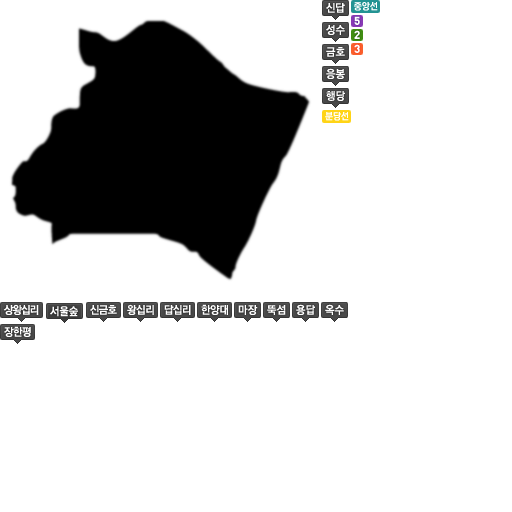 신답
중앙선
성수
5
2
금호
3
응봉
행당
분당선
상왕십리 서울숲 신금호 왕십리 답십리 한양대 마장 뚝섬 용답 옥수
장한평